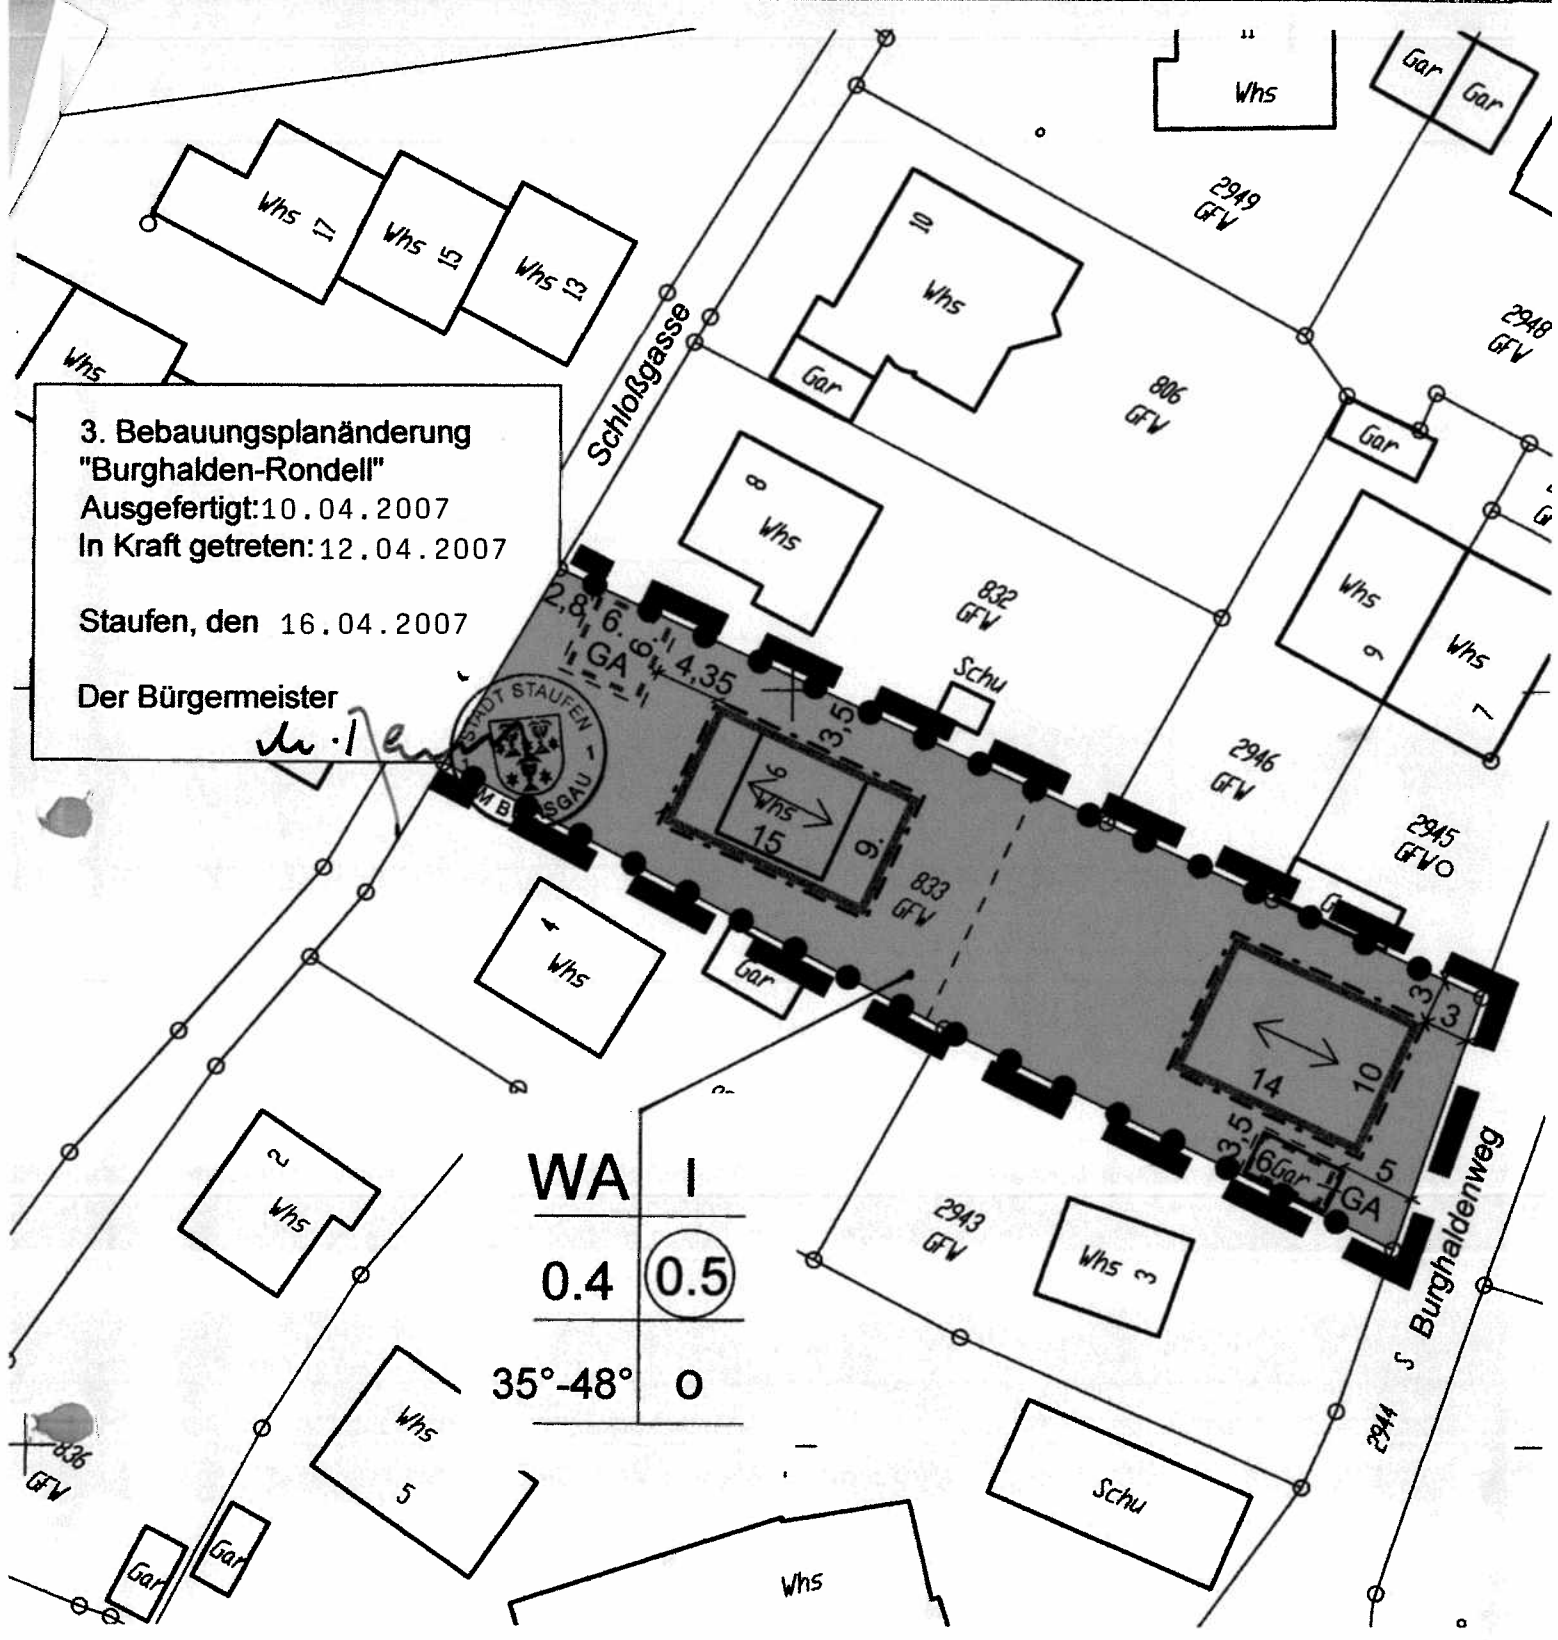 11
Whs
Gar
Gar
2949
GFW
Whs 17
Whs 15
Whs 13
10
Whs
Gar
2948
GFW
806
GFW
Gar
Whs
Schloßgasse
3. Bebauungsplanänderung
"Burghalden-Rondell"
Ausgefertigt: 10.04.2007
In Kraft getreten: 12.04.2007
Staufen, den 16.04.2007
Der Bürgermeister
8
Whs
832
GFW
Schu
Whs 9
Whs 7
2,8
6.
6.
GA
4,35
3,5
STADT STAUFEN
1
6
Whs
15
9.
833
GFW
2946
GFW
2945
GFW
4
Whs
Gar
3
3
14
10
3,5
6
Gar
5
GA
Burghaldenweg
2
Whs
WA I
0.4 0.5
35°-48° o
2943
GFW
Whs 3
S
2944
836
GFW
Whs
5
Schu
Gar
Gar
Whs